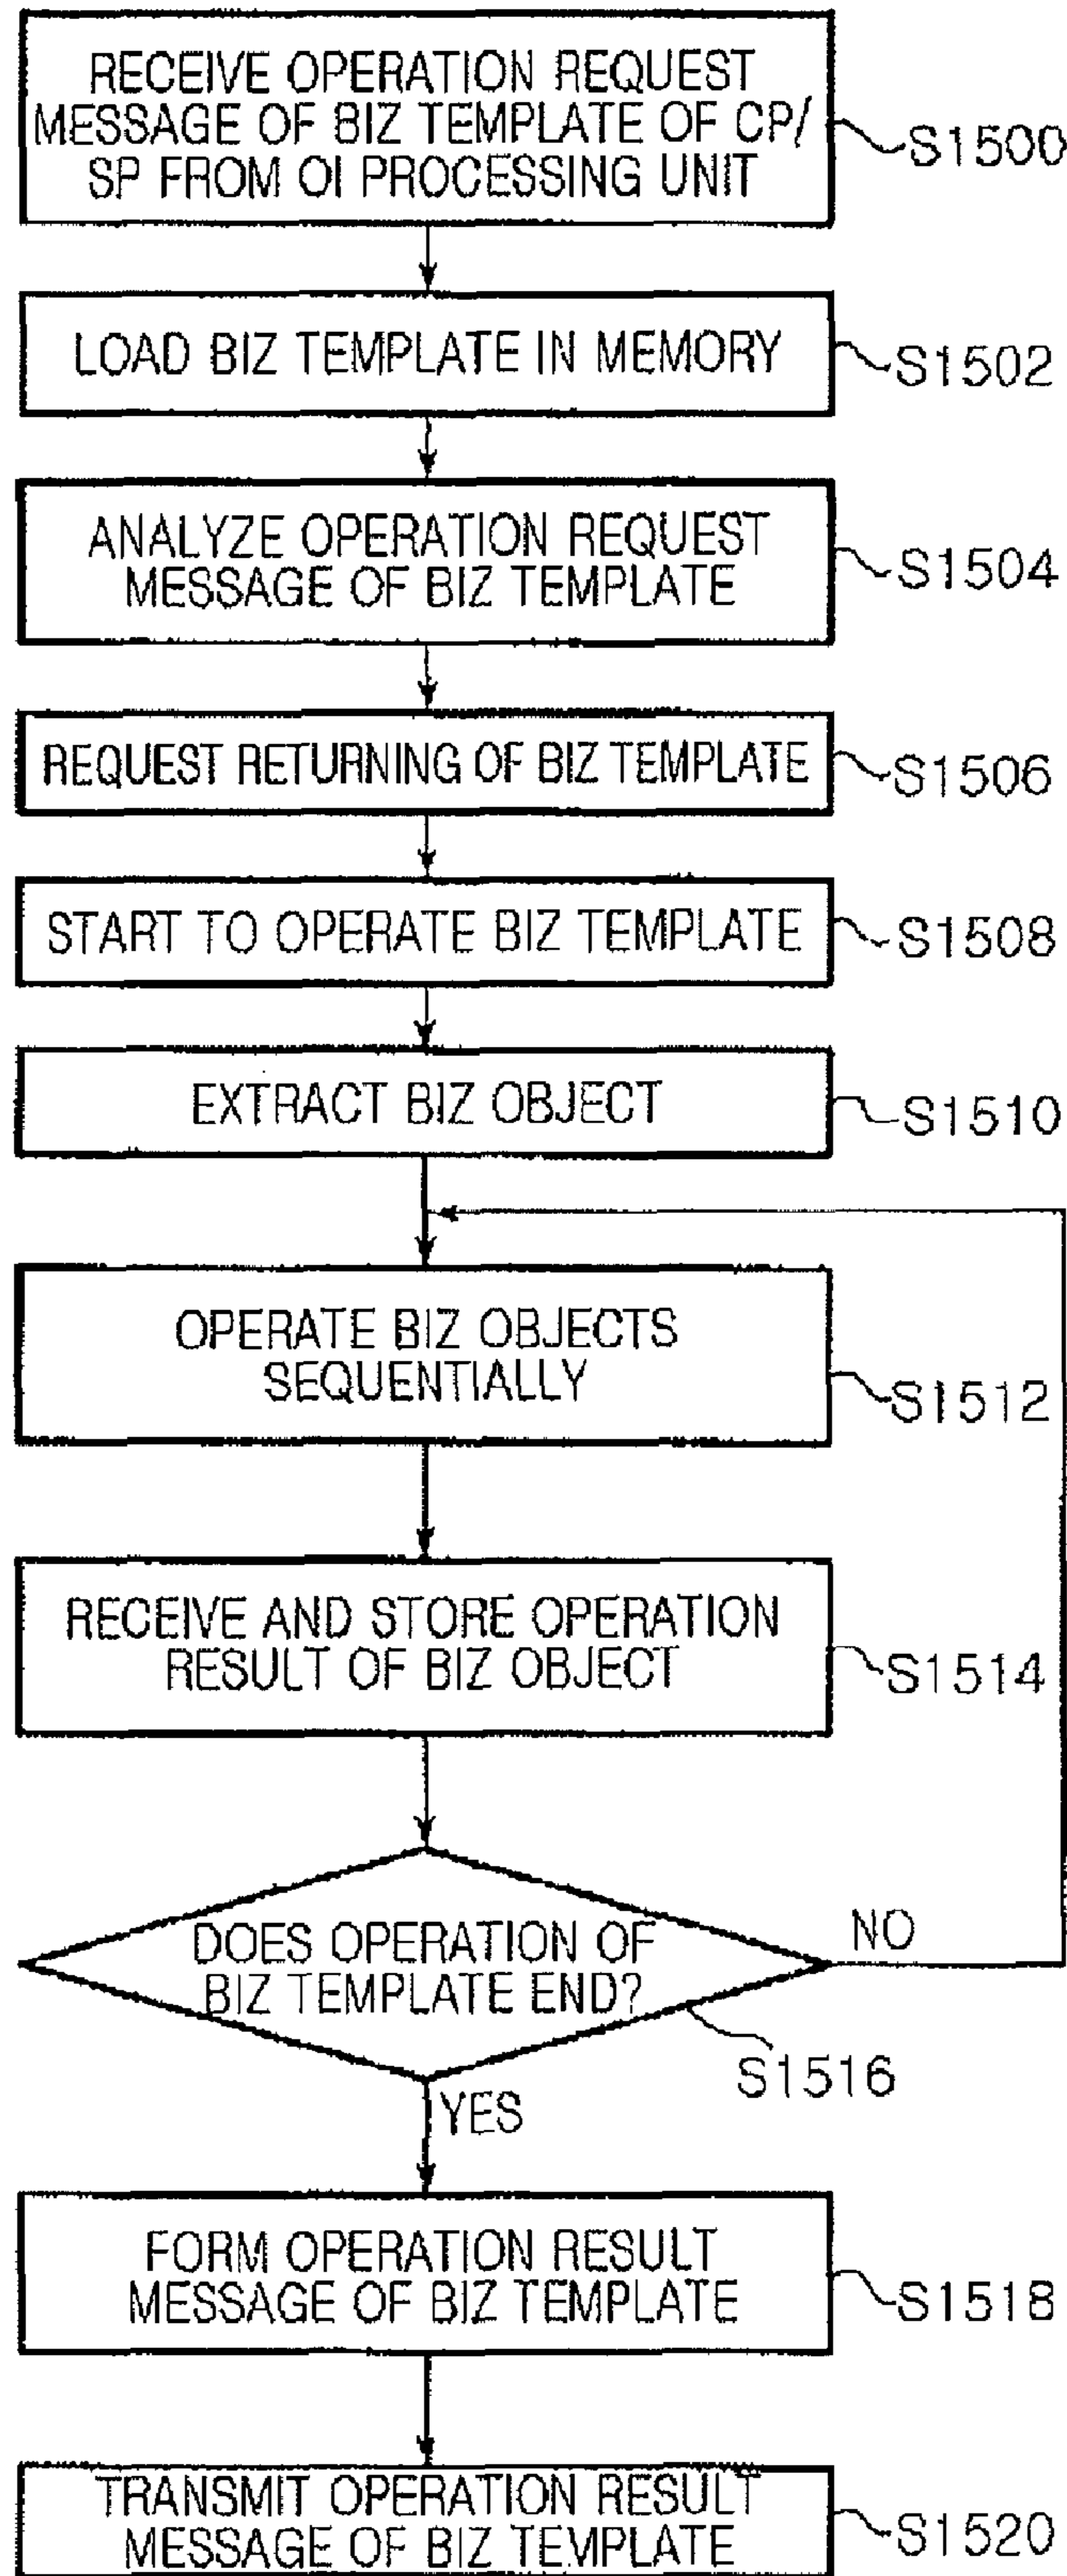 RECEIVE OPERATION REQUEST
MESSAGE OF BIZ TEMPLATE OF CP/
SP FROM OI PROCESSING UNIT
S1500
LOAD BIZ TEMPLATE IN MEMORY
S1502
ANALYZE OPERATION REQUEST
MESSAGE OF BIZ TEMPLATE
S1504
REQUEST RETURNING OF BIZ TEMPLATE
S1506
START TO OPERATE BIZ TEMPLATE
S1508
EXTRACT BIZ OBJECT
S1510
OPERATE BIZ OBJECTS
SEQUENTIALLY
S1512
RECEIVE AND STORE OPERATION
RESULT OF BIZ OBJECT
S1514
DOES OPERATION OF
BIZ TEMPLATE END?
NO
S1516
YES
FORM OPERATION RESULT
MESSAGE OF BIZ TEMPLATE
S1518
TRANSMIT OPERATION RESULT
MESSAGE OF BIZ TEMPLATE
S1520